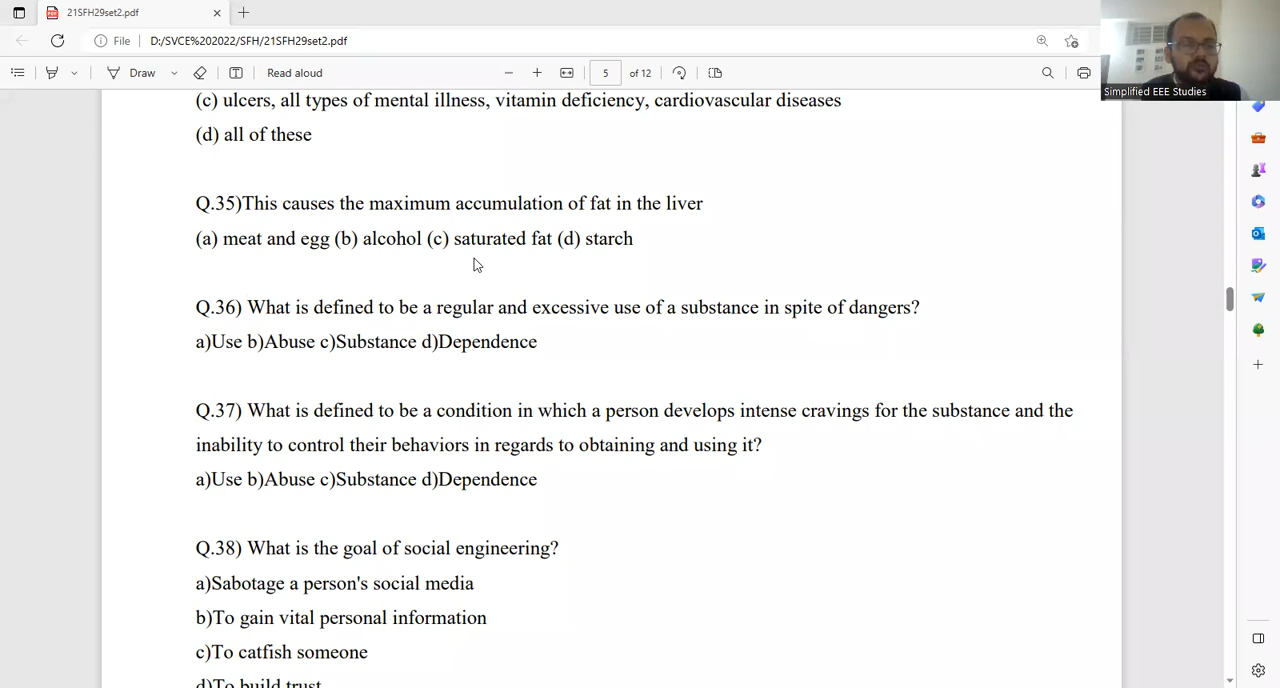 21SFH29set2.pdf
File D:/SVCE%202022/SFH/21SFH29set2.pdf
Draw Read aloud 5 of 12
Simplified EEE Studies
(c) ulcers, all types of mental illness, vitamin deficiency, cardiovascular diseases
(d) all of these
Q.35)This causes the maximum accumulation of fat in the liver
(a) meat and egg (b) alcohol (c) saturated fat (d) starch
Q.36) What is defined to be a regular and excessive use of a substance in spite of dangers?
a)Use b)Abuse c)Substance d)Dependence
Q.37) What is defined to be a condition in which a person develops intense cravings for the substance and the
inability to control their behaviors in regards to obtaining and using it?
a)Use b)Abuse c)Substance d)Dependence
Q.38) What is the goal of social engineering?
a)Sabotage a person's social media
b)To gain vital personal information
c)To catfish someone
d)To build trust